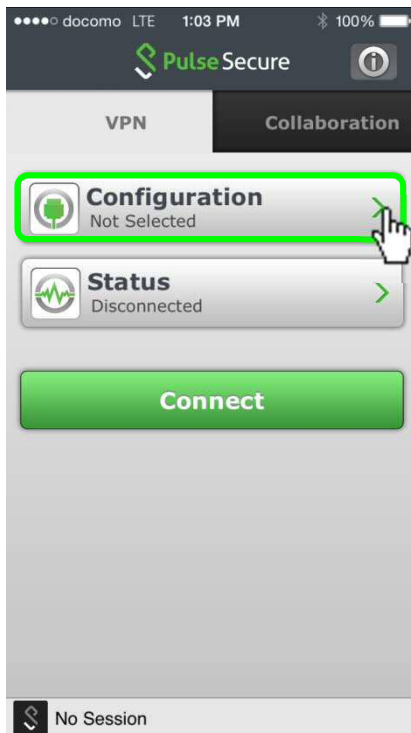 docomo LTE 1:03 PM 100%
Pulse Secure
VPN Collaboration
Configuration
Not Selected
Status
Disconnected
Connect
No Session